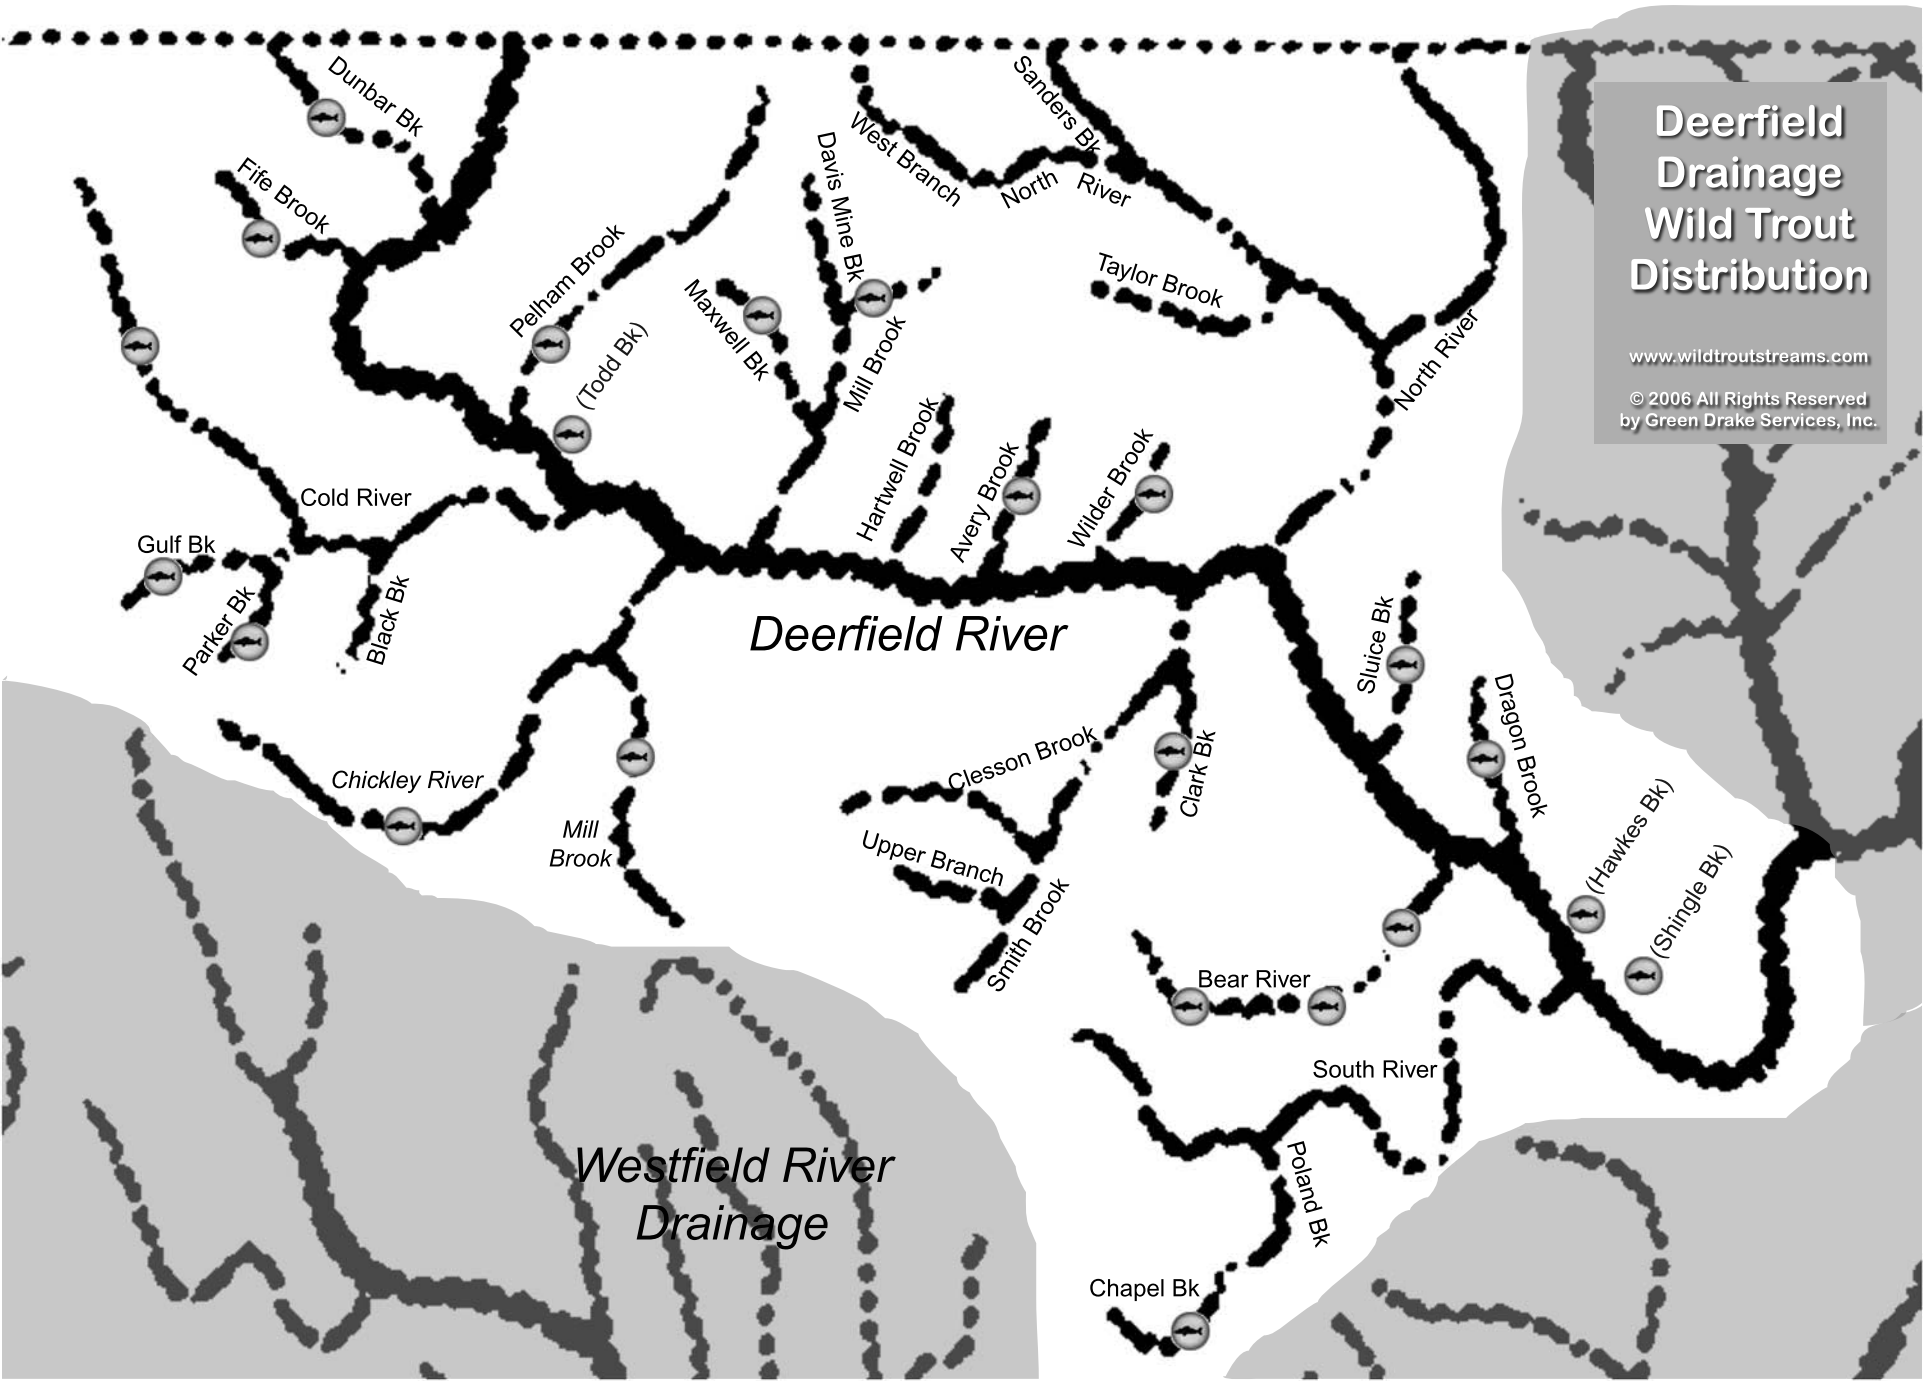 Deerfield
Drainage
Wild Trout
Distribution
www.wildtroutstreams.com
© 2006 All Rights Reserved
by Green Drake Services, Inc.
Dunbar Bk
Fife Brook
Pelham Brook
(Todd Bk)
Maxwell Bk
Davis Mine Bk
Mill Brook
West Branch
North
River
Sanders Bk
Taylor Brook
North River
Hartwell Brook
Avery Brook
Wilder Brook
Cold River
Gulf Bk
Parker Bk
Black Bk
Deerfield River
Chickley River
Mill
Brook
Clesson Brook
Clark Bk
Upper Branch
Smith Brook
Sluice Bk
Dragon Brook
(Hawkes Bk)
(Shingle Bk)
Bear River
South River
Poland Bk
Chapel Bk
Westfield River
Drainage